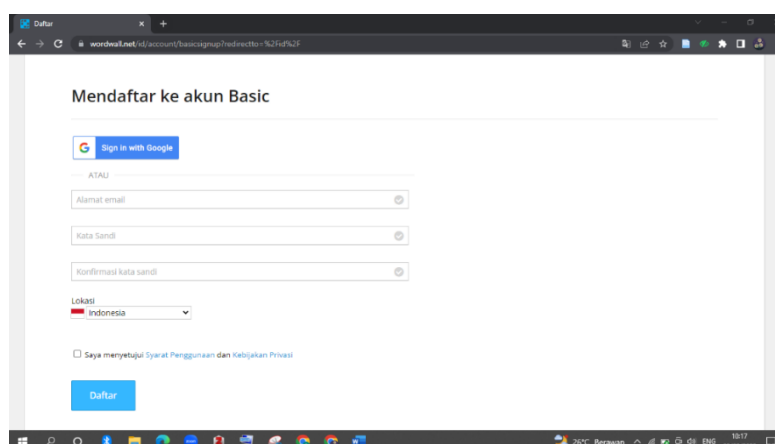 Daftar
wordwall.net/id/account/basicsignup?redirectto=%2Fid%2F
Mendaftar ke akun Basic
Sign in with Google
ATAU
Alamat email
Kata Sandi
Konfirmasi kata sandi
Lokasi
Indonesia
Saya menyetujui Syarat Penggunaan dan Kebijakan Privasi
Daftar
26°C Berawan ENG 10:17